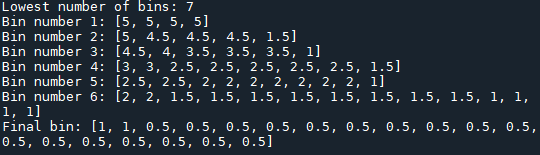 Lowest number of bins: 7
Bin number 1: [5, 5, 5, 5]
Bin number 2: [5, 4.5, 4.5, 4.5, 1.5]
Bin number 3: [4.5, 4, 3.5, 3.5, 3.5, 1]
Bin number 4: [3, 3, 2.5, 2.5, 2.5, 2.5, 2.5, 1.5]
Bin number 5: [2.5, 2.5, 2, 2, 2, 2, 2, 2, 2, 1]
Bin number 6: [2, 2, 1.5, 1.5, 1.5, 1.5, 1.5, 1.5, 1.5, 1.5, 1, 1,
1, 1]
Final bin: [1, 1, 0.5, 0.5, 0.5, 0.5, 0.5, 0.5, 0.5, 0.5, 0.5, 0.5,
0.5, 0.5, 0.5, 0.5, 0.5, 0.5, 0.5]